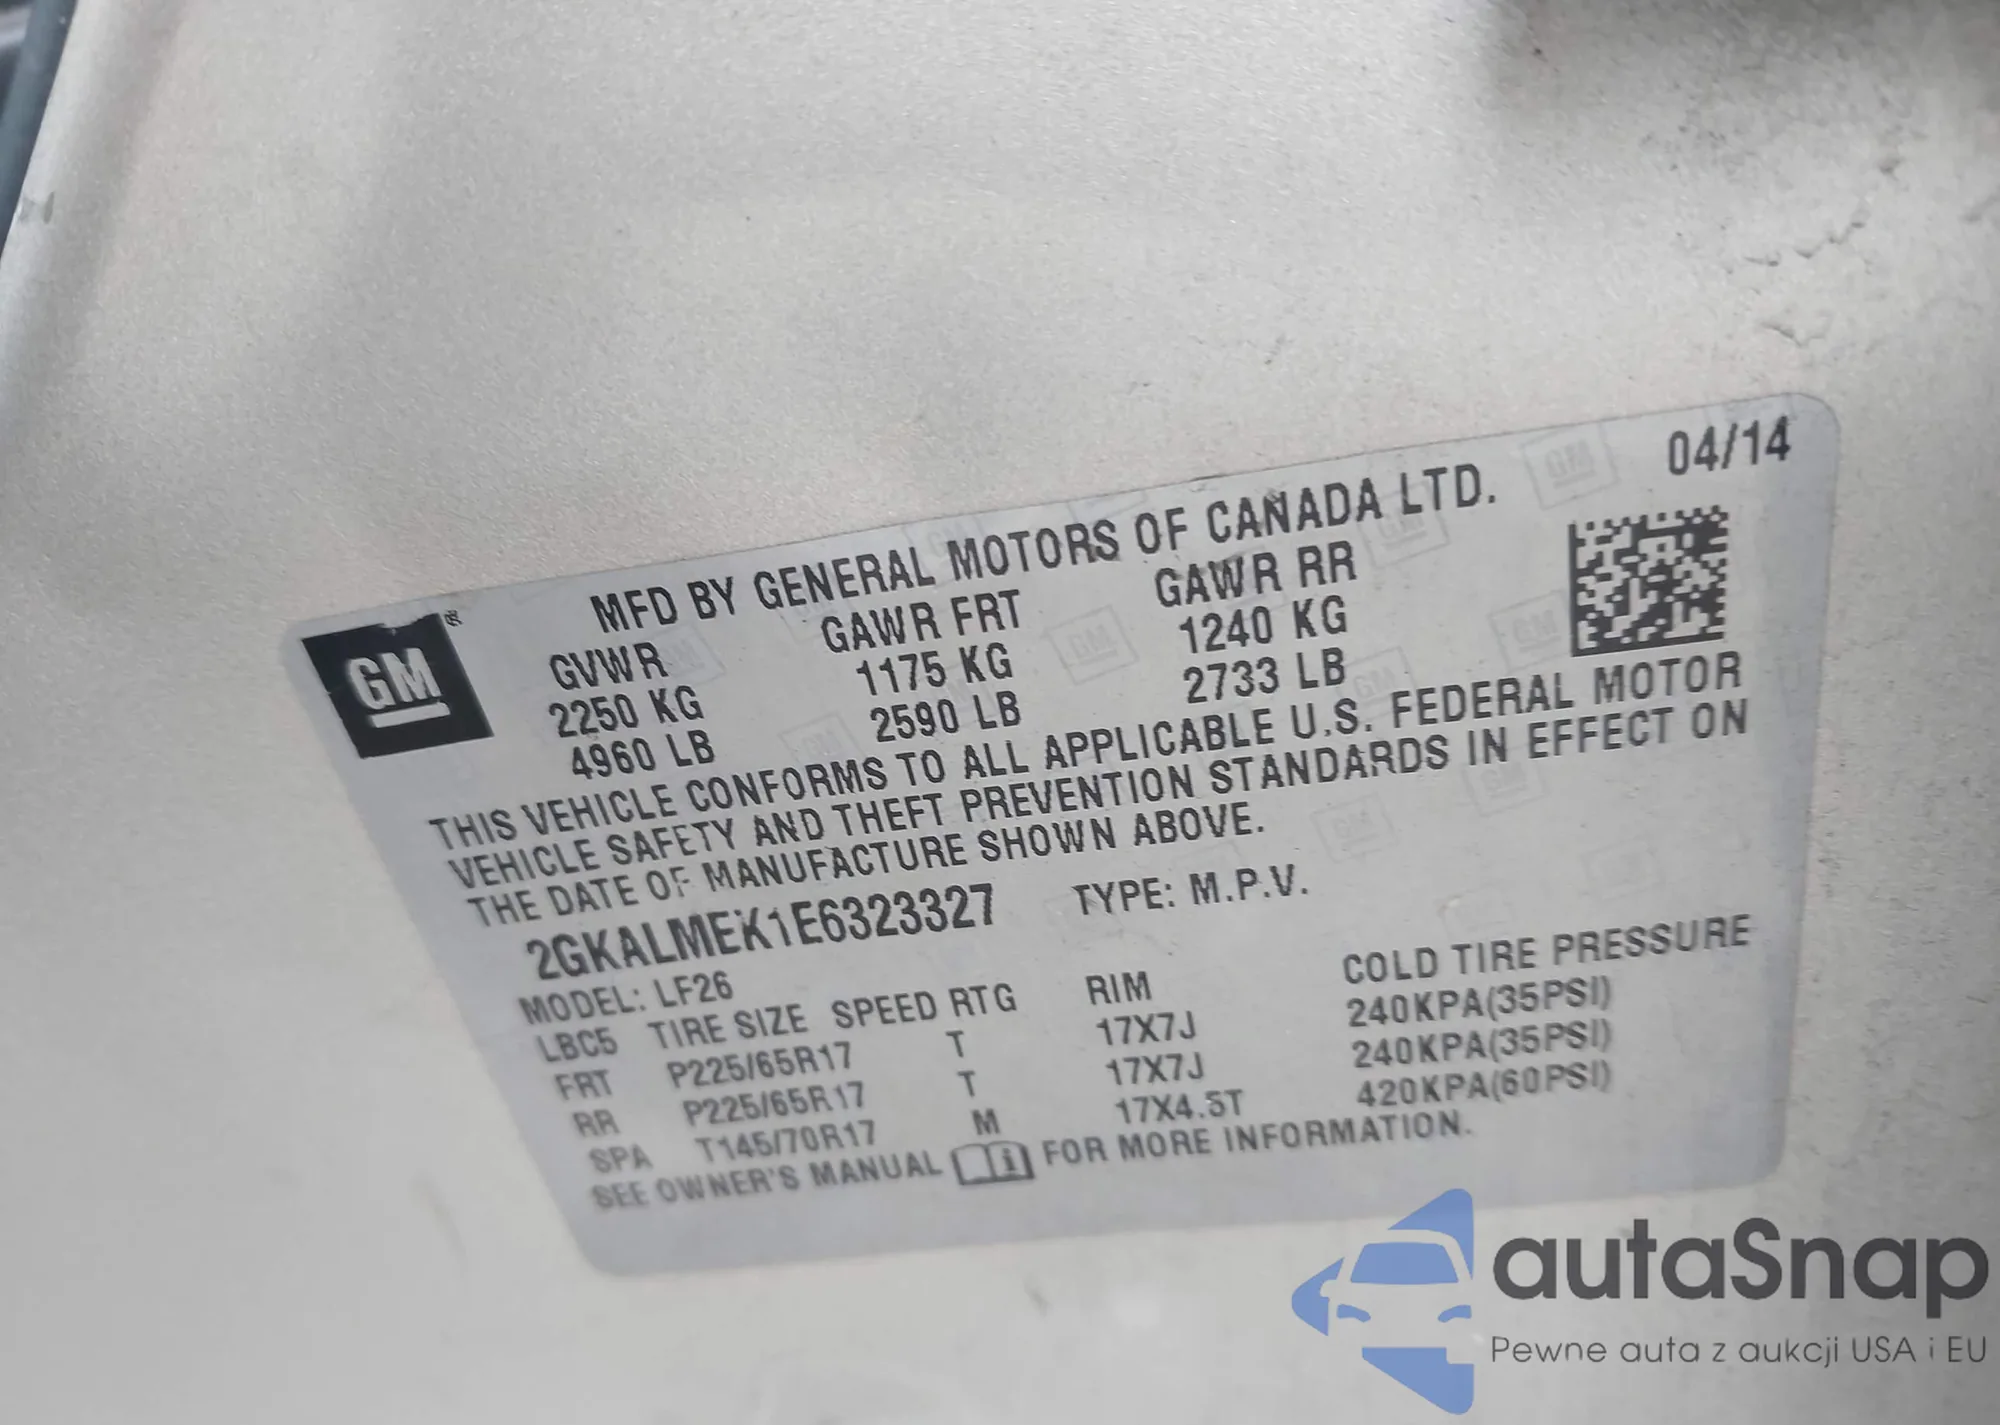 04/14
GM
MFD BY GENERAL MOTORS OF CANADA LTD.
GVWR GAWR FRT GAWR RR
2250 KG 1175 KG 1240 KG
4960 LB 2590 LB 2733 LB
THIS VEHICLE CONFORMS TO ALL APPLICABLE U.S. FEDERAL MOTOR
VEHICLE SAFETY AND THEFT PREVENTION STANDARDS IN EFFECT ON
THE DATE OF MANUFACTURE SHOWN ABOVE.
2GKALMEK1E6323327 TYPE: M.P.V.
MODEL: LF26
LBC5 TIRE SIZE SPEED RTG RIM COLD TIRE PRESSURE
FRT P225/65R17 T 17X7J 240KPA(35PSI)
RR P225/65R17 T 17X7J 240KPA(35PSI)
SPA T145/70R17 M 17X4.5T 420KPA(60PSI)
SEE OWNER'S MANUAL FOR MORE INFORMATION.
autaSnap
Pewne auta z aukcji USA i EU